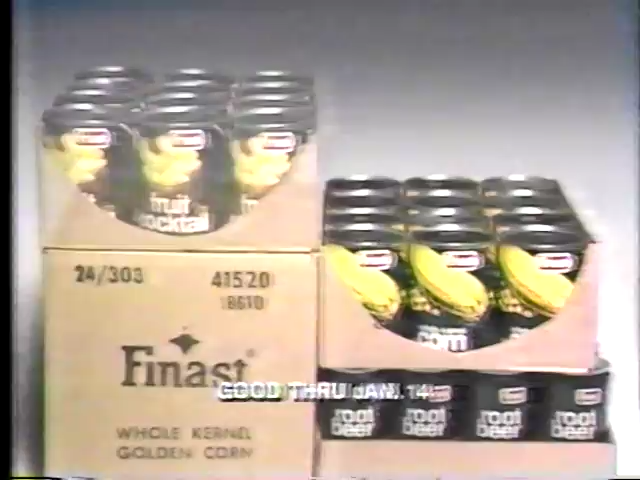 fruit
cocktail
24/303
41520
(8610)
Finast
GOOD THRU JAN. 14
WHOLE KERNEL
GOLDEN CORN
corn
root
beer
root
beer
root
beer
root
beer